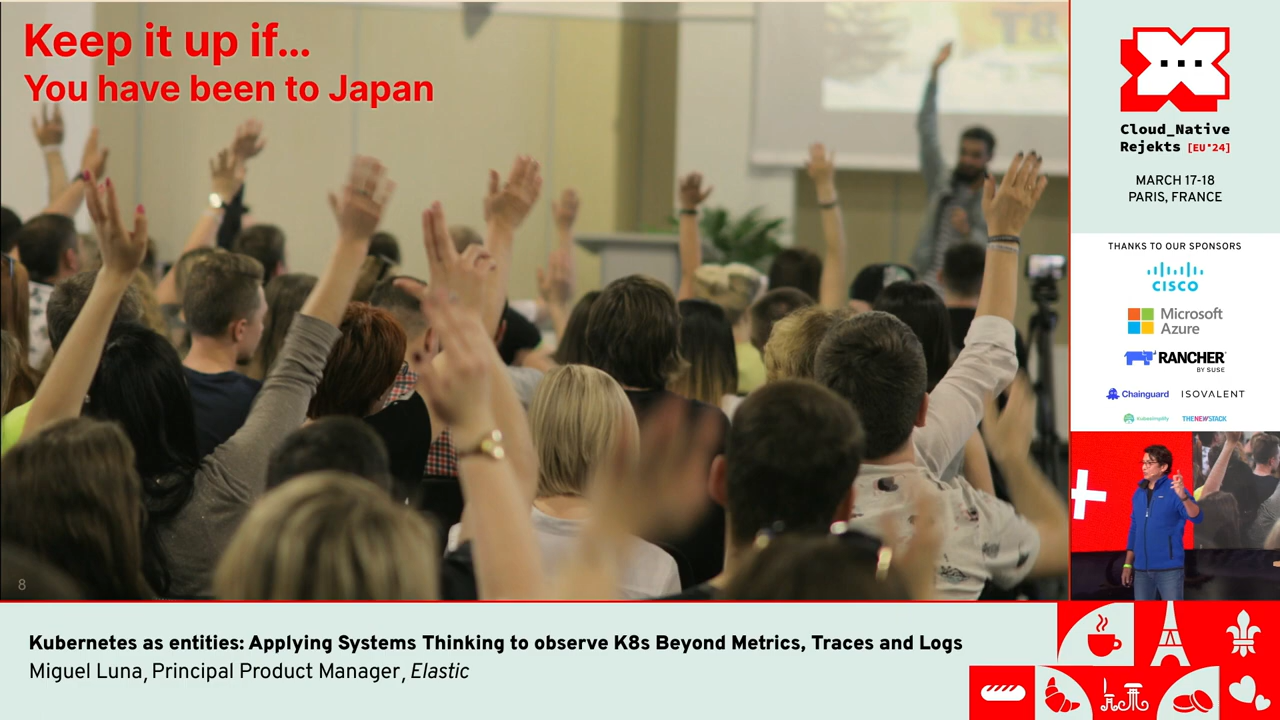 Keep it up if...
You have been to Japan
8
Cloud_Native
Rejekts [EU'24]
MARCH 17-18
PARIS, FRANCE
THANKS TO OUR SPONSORS
CISCO
Microsoft
Azure
RANCHER
BY SUSE
Chainguard
ISOVALENT
Kubesimplify
THENEWSTACK
Kubernetes as entities: Applying Systems Thinking to observe K8s Beyond Metrics, Traces and Logs
Miguel Luna, Principal Product Manager, Elastic